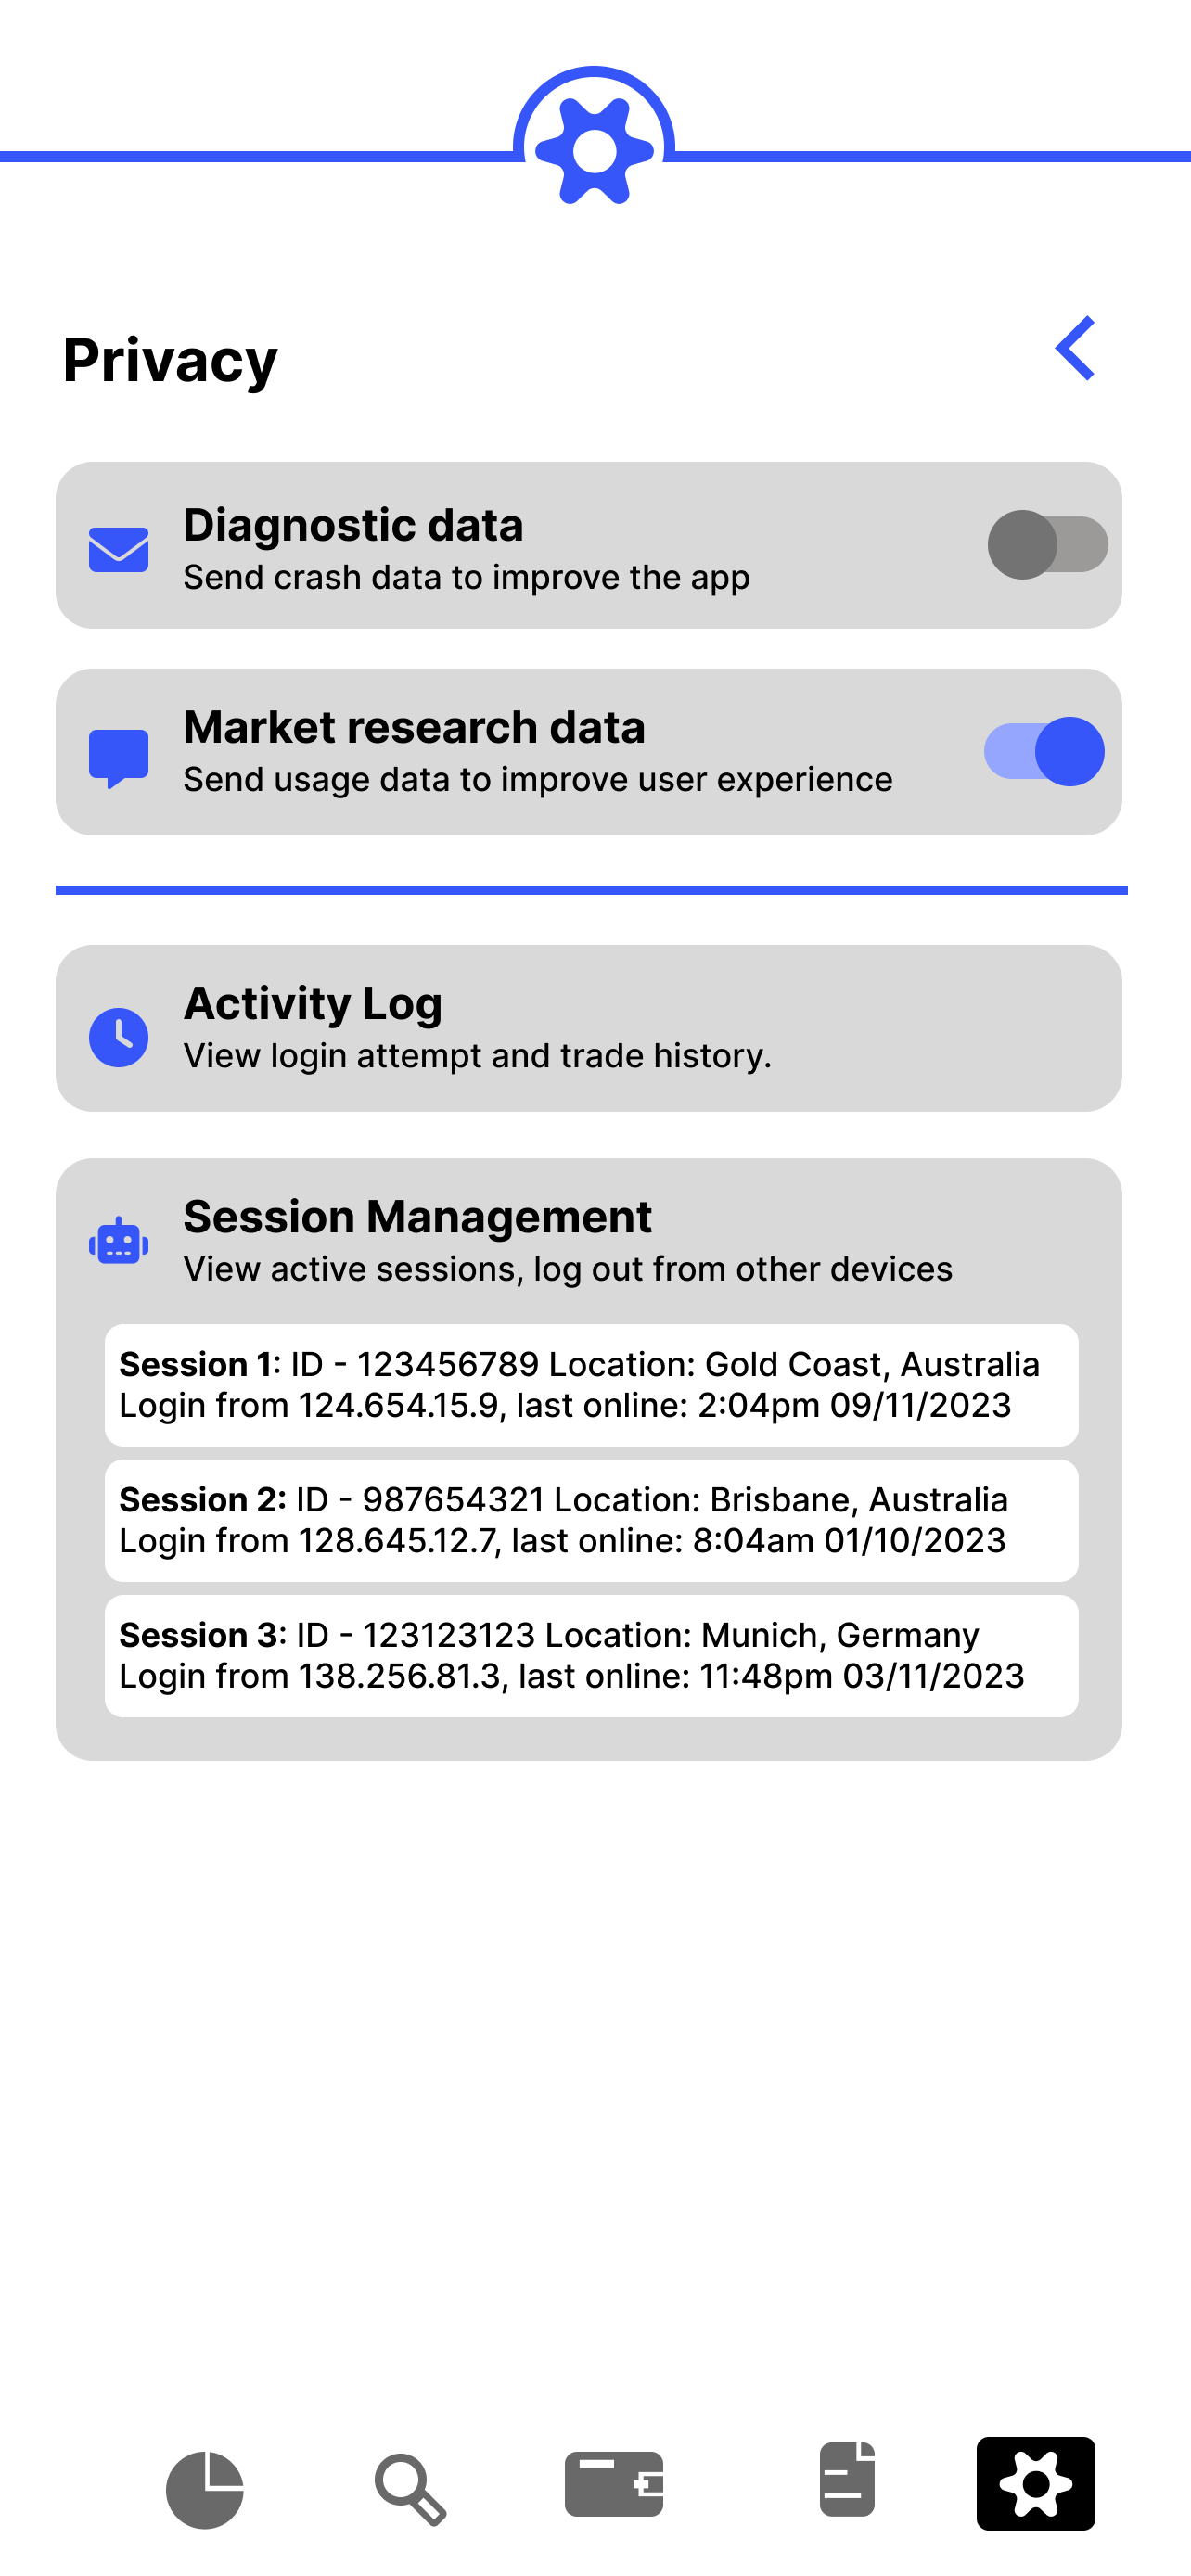 Privacy
Diagnostic data
Send crash data to improve the app
Market research data
Send usage data to improve user experience
Activity Log
View login attempt and trade history.
Session Management
View active sessions, log out from other devices
Session 1: ID - 123456789 Location: Gold Coast, Australia
Login from 124.654.15.9, last online: 2:04pm 09/11/2023
Session 2: ID - 987654321 Location: Brisbane, Australia
Login from 128.645.12.7, last online: 8:04am 01/10/2023
Session 3: ID - 123123123 Location: Munich, Germany
Login from 138.256.81.3, last online: 11:48pm 03/11/2023